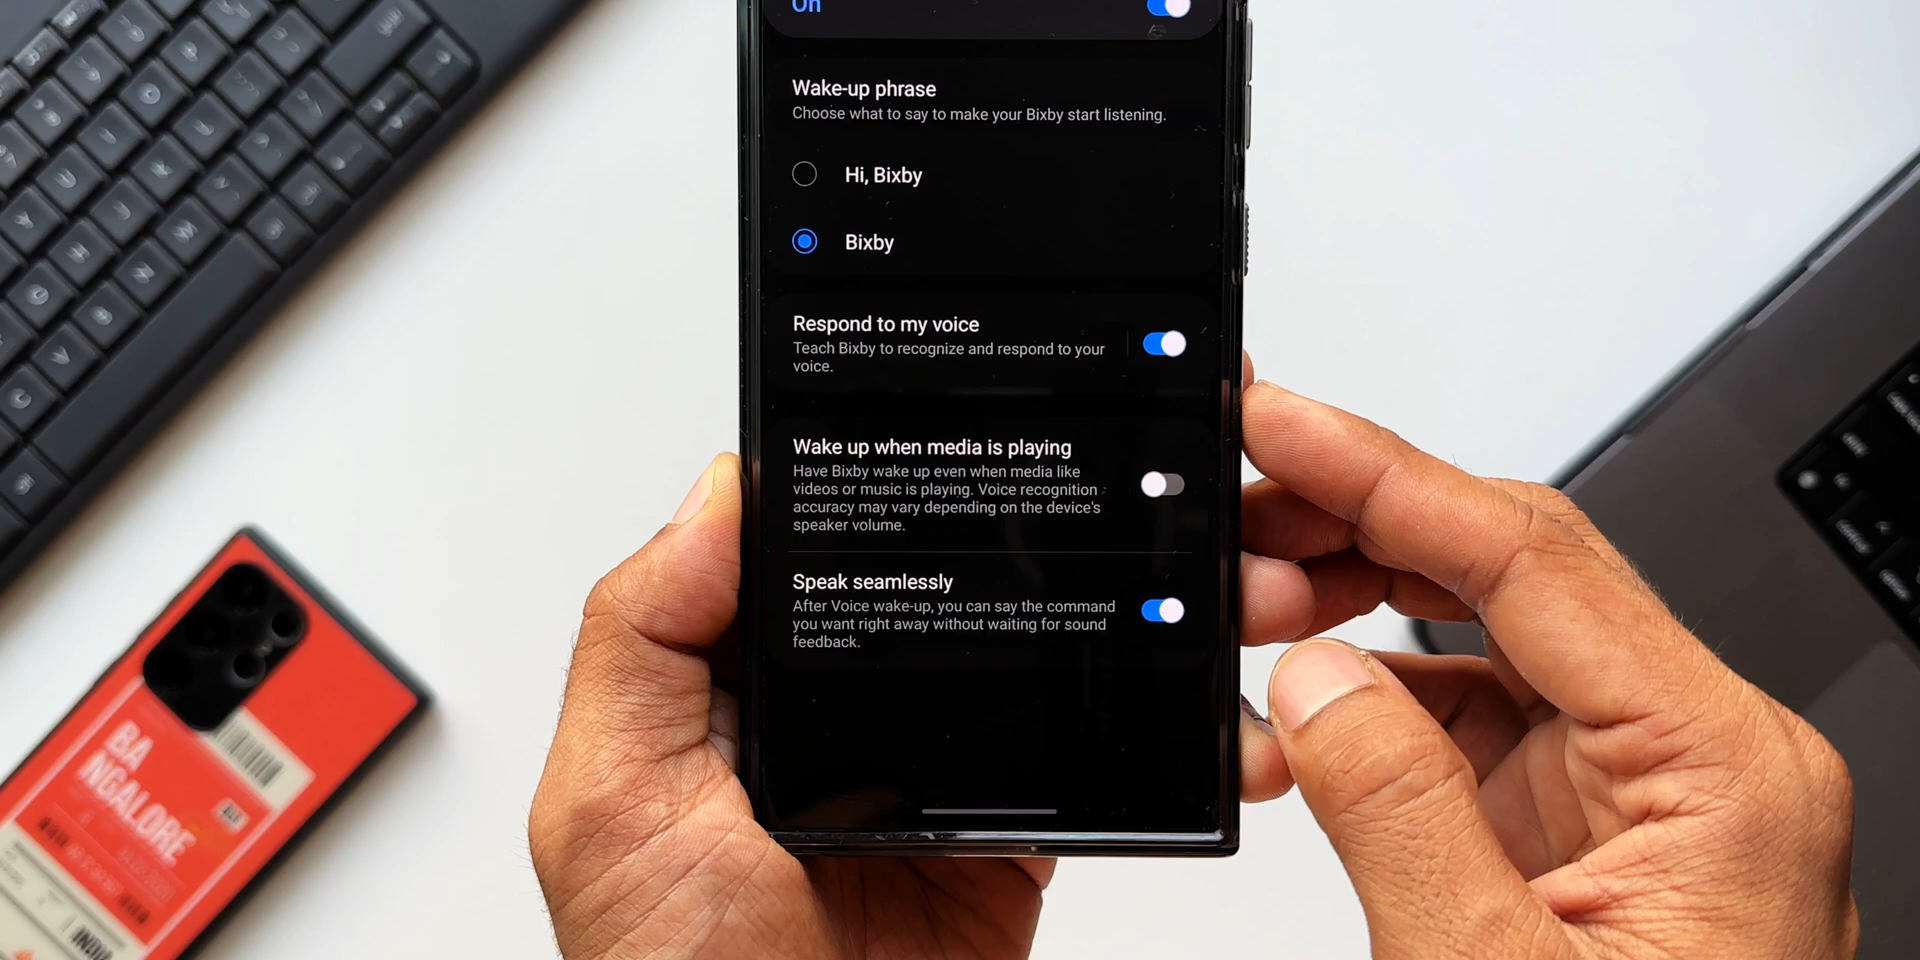 On
Wake-up phrase
Choose what to say to make your Bixby start listening.
Hi, Bixby
Bixby
Respond to my voice
Teach Bixby to recognize and respond to your
voice.
Wake up when media is playing
Have Bixby wake up even when media like
videos or music is playing. Voice recognition
accuracy may vary depending on the device's
speaker volume.
Speak seamlessly
After Voice wake-up, you can say the command
you want right away without waiting for sound
feedback.
BA
NGALORE
BLR
INDIA